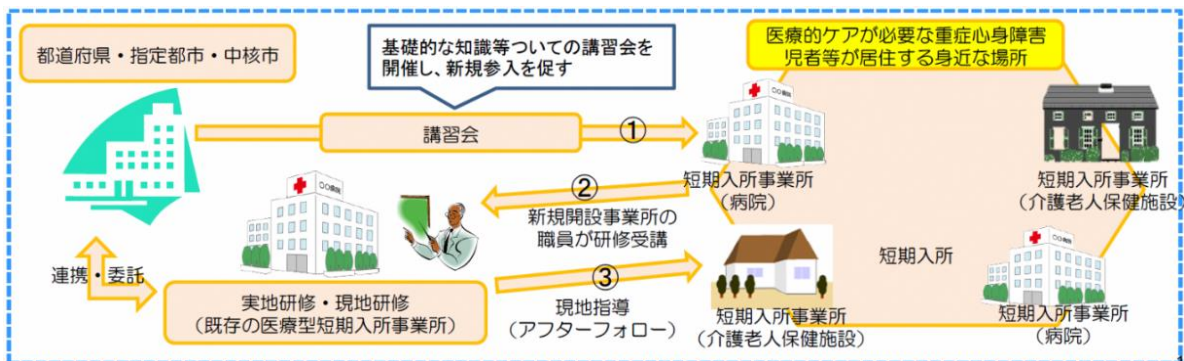 都道府県・指定都市・中核市
基礎的な知識等ついての講習会を
開催し、新規参入を促す
医療的ケアが必要な重症心身障害
児者等が居住する身近な場所
講習会
①
〇〇病院
短期入所事業所
（病院）
短期入所事業所
（介護老人保健施設）
②
新規開設事業所の
職員が研修受講
〇〇病院
連携・委託
実地研修・現地研修
（既存の医療型短期入所事業所）
③
現地指導
（アフターフォロー）
短期入所事業所
（介護老人保健施設）
短期入所
〇〇病院
短期入所事業所
（病院）